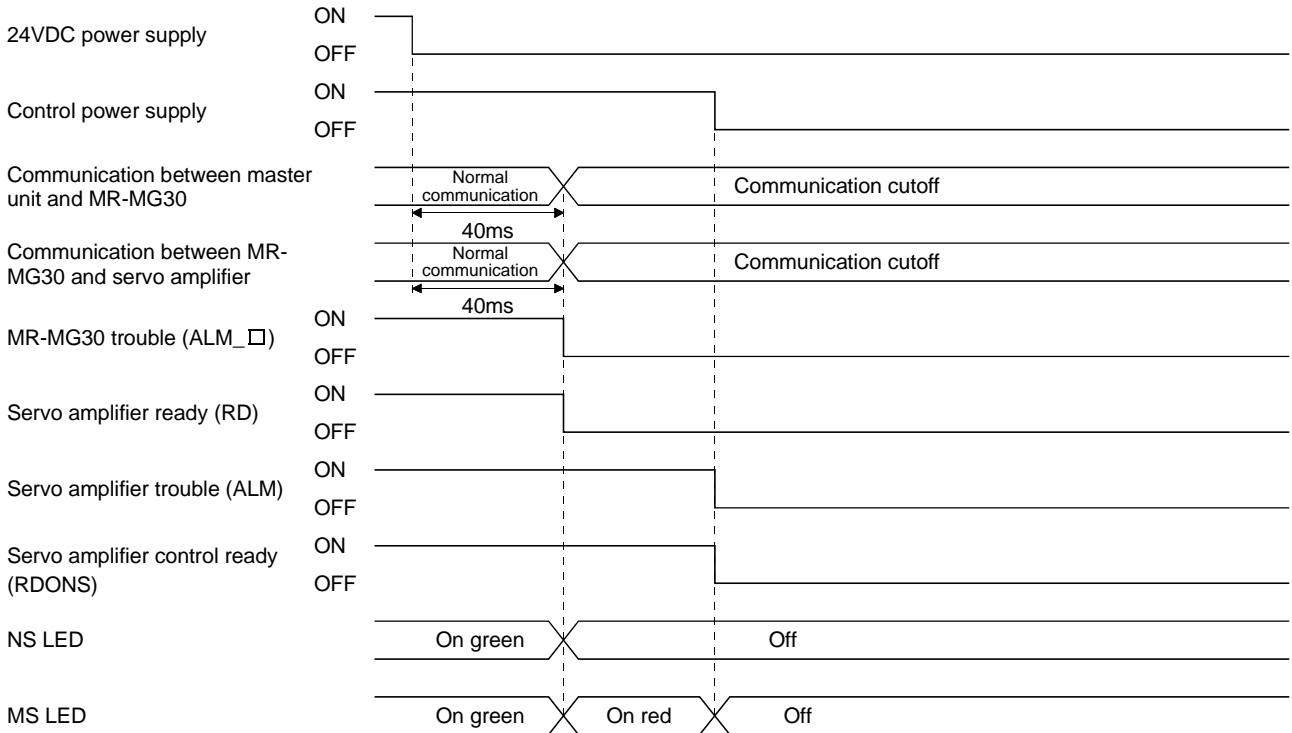 ON
24VDC power supply
OFF
ON
Control power supply
OFF
Communication between master
unit and MR-MG30
Normal
communication
Communication cutoff
40ms
Communication between MR-
MG30 and servo amplifier
Normal
communication
Communication cutoff
40ms
ON
MR-MG30 trouble (ALM_□)
OFF
ON
Servo amplifier ready (RD)
OFF
ON
Servo amplifier trouble (ALM)
OFF
ON
Servo amplifier control ready
(RDONS)
OFF
NS LED
On green
Off
MS LED
On green
On red
Off